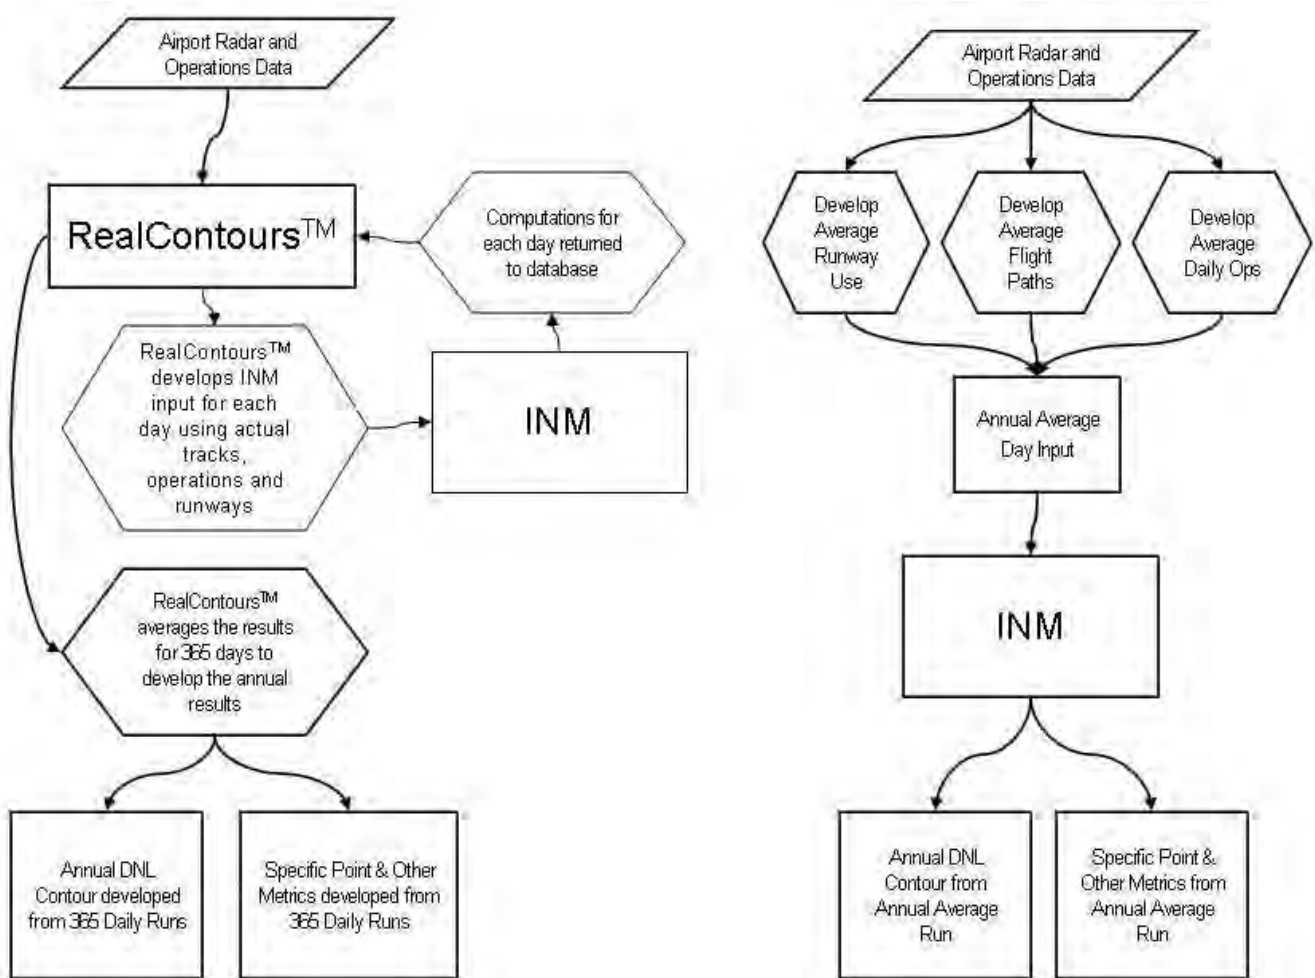 Airport Radar and
Operations Data
RealContours™
Computations for
each day returned
to database
RealContours™
develops INM
input for each
day using actual
tracks,
operations and
runways
INM
RealContours™
averages the results
for 365 days to
develop the annual
results
Annual DNL
Contour developed
from 365 Daily Runs
Specific Point & Other
Metrics developed from
365 Daily Runs
Airport Radar and
Operations Data
Develop
Average
Runway
Use
Develop
Average
Flight
Paths
Develop
Average
Daily Ops
Annual Average
Day Input
INM
Annual DNL
Contour from
Annual Average
Run
Specific Point &
Other Metrics from
Annual Average
Run